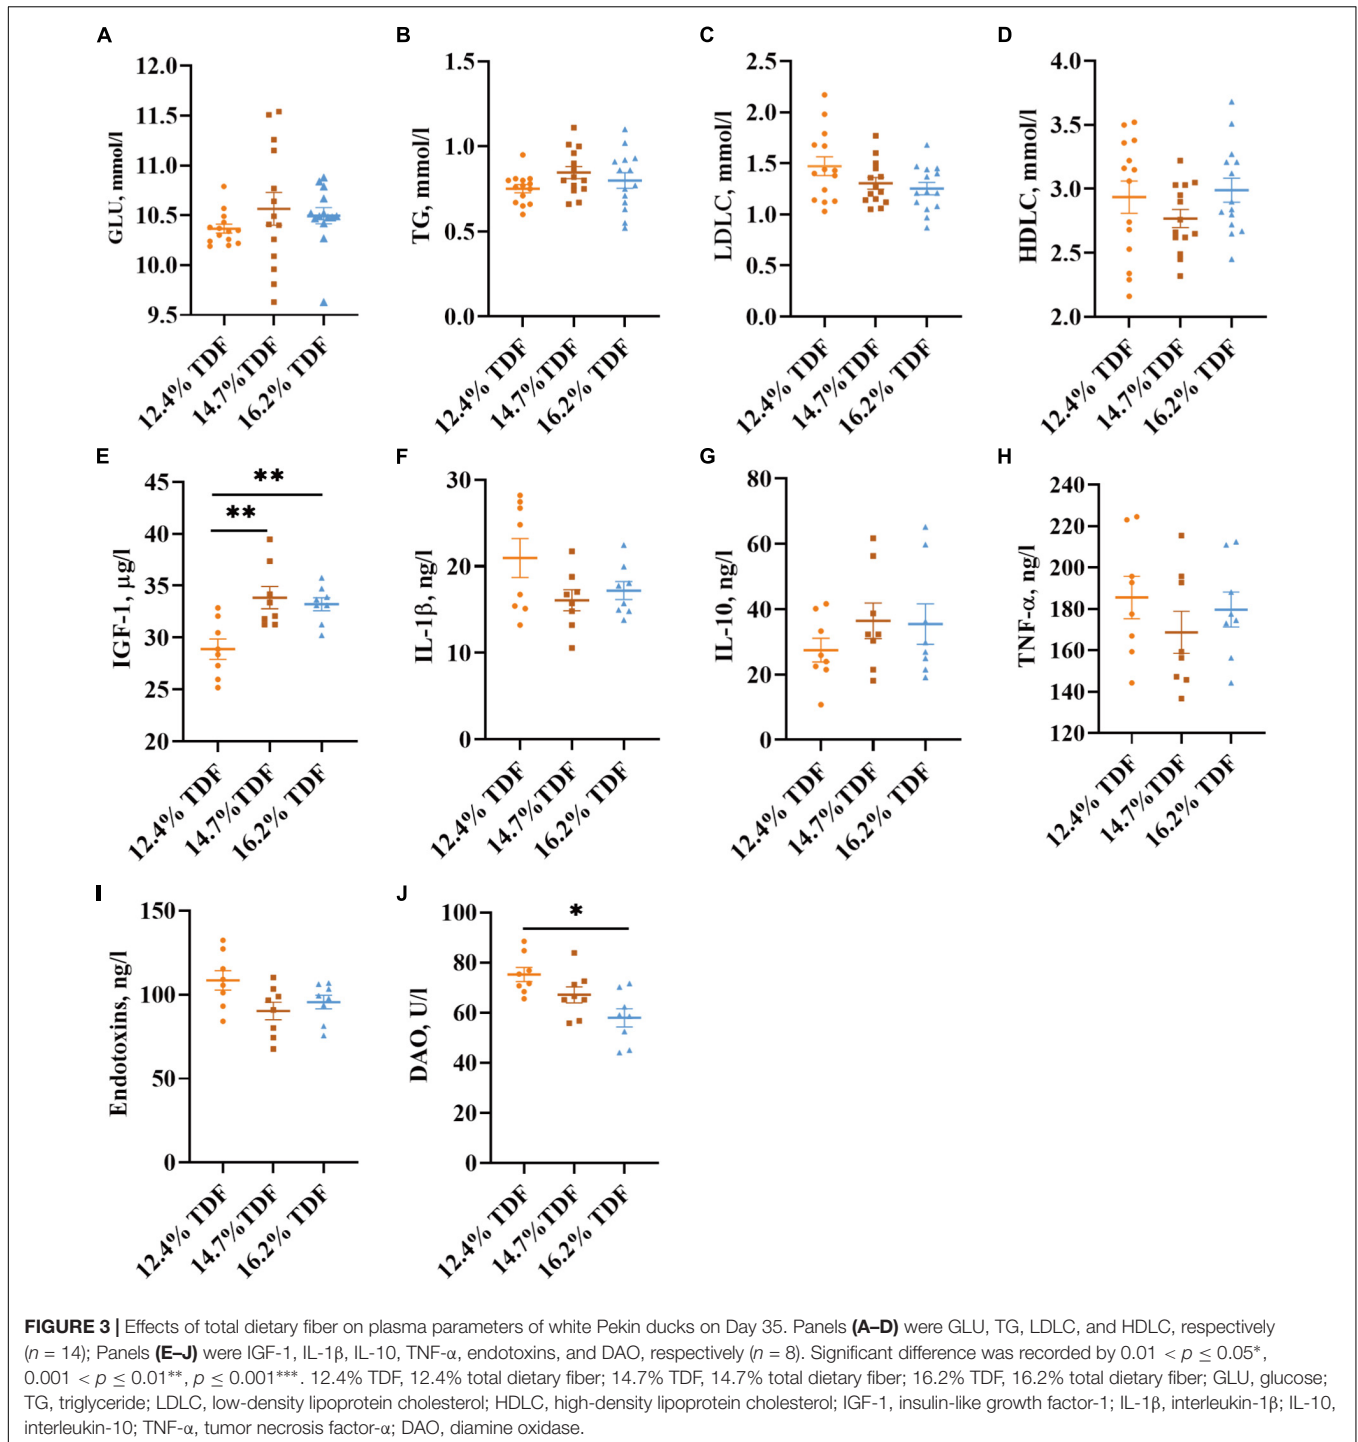 A
B
C
D
12.0
11.5
11.0
10.5
10.0
9.5
GLU, mmol/l
12.4% TDF
14.7%TDF
16.2% TDF
1.5
1.0
0.5
0.0
TG, mmol/l
12.4% TDF
14.7%TDF
16.2% TDF
2.5
2.0
1.5
1.0
0.5
0.0
LDLC, mmol/l
12.4% TDF
14.7%TDF
16.2% TDF
4.0
3.5
3.0
2.5
2.0
HDLC, mmol/l
12.4% TDF
14.7%TDF
16.2% TDF
E
F
G
H
45
40
35
30
25
20
IGF-1, µg/l
**
**
12.4% TDF
14.7%TDF
16.2% TDF
30
20
10
0
IL-1β, ng/l
12.4% TDF
14.7%TDF
16.2% TDF
80
60
40
20
0
IL-10, ng/l
12.4% TDF
14.7%TDF
16.2% TDF
240
220
200
180
160
140
120
TNF-α, ng/l
12.4% TDF
14.7%TDF
16.2% TDF
I
J
150
100
50
0
Endotoxins, ng/l
12.4% TDF
14.7%TDF
16.2% TDF
100
80
60
40
20
0
DAO, U/l
*
12.4% TDF
14.7%TDF
16.2% TDF
FIGURE 3 | Effects of total dietary fiber on plasma parameters of white Pekin ducks on Day 35. Panels (A–D) were GLU, TG, LDLC, and HDLC, respectively
(n = 14); Panels (E–J) were IGF-1, IL-1β, IL-10, TNF-α, endotoxins, and DAO, respectively (n = 8). Significant difference was recorded by 0.01 < p ≤ 0.05*,
0.001 < p ≤ 0.01**, p ≤ 0.001***. 12.4% TDF, 12.4% total dietary fiber; 14.7% TDF, 14.7% total dietary fiber; 16.2% TDF, 16.2% total dietary fiber; GLU, glucose;
TG, triglyceride; LDLC, low-density lipoprotein cholesterol; HDLC, high-density lipoprotein cholesterol; IGF-1, insulin-like growth factor-1; IL-1β, interleukin-1β; IL-10,
interleukin-10; TNF-α, tumor necrosis factor-α; DAO, diamine oxidase.